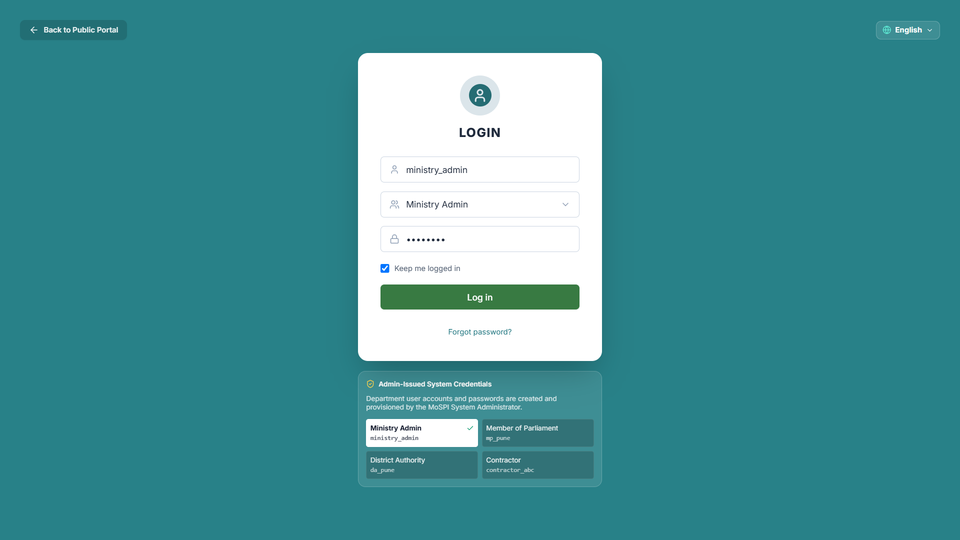 Back to Public Portal
English
LOGIN
ministry_admin
Ministry Admin
••••••••
Keep me logged in
Log in
Forgot password?
Admin-Issued System Credentials
Department user accounts and passwords are created and
provisioned by the MoSPI System Administrator.
Ministry Admin
ministry_admin
Member of Parliament
mp_pune
District Authority
da_pune
Contractor
contractor_abc